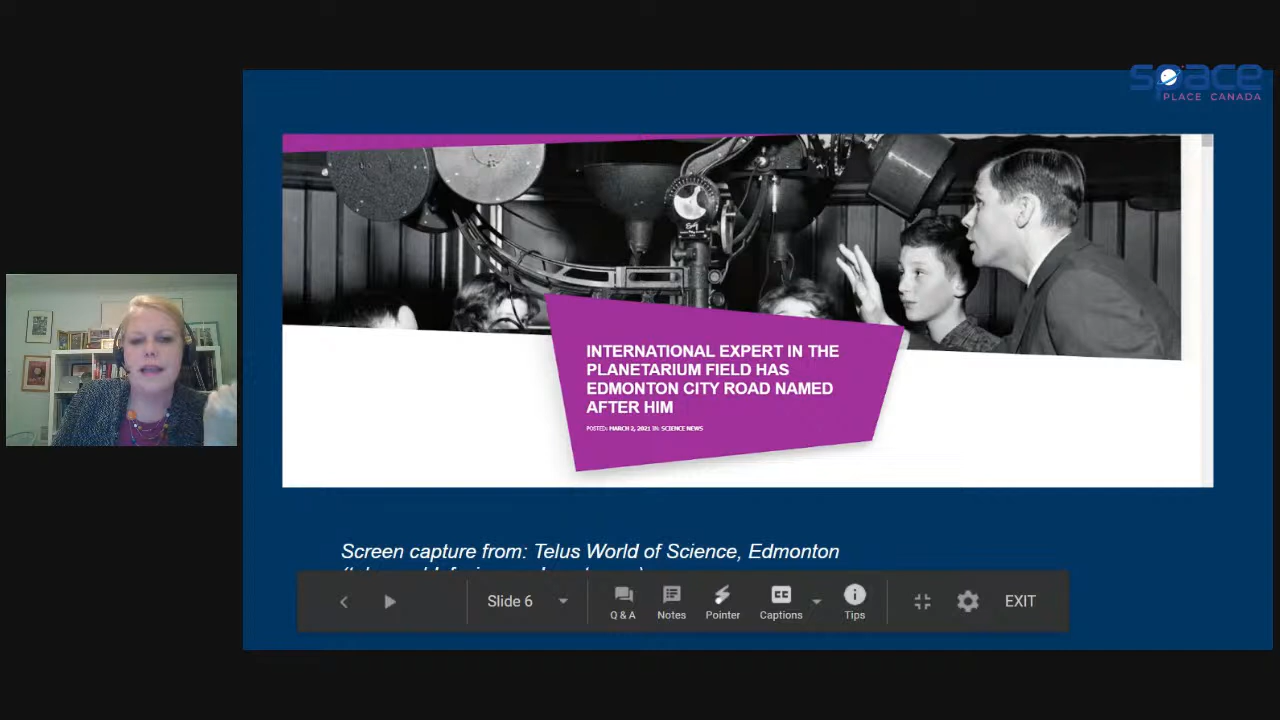 space
PLACE CANADA
INTERNATIONAL EXPERT IN THE
PLANETARIUM FIELD HAS
EDMONTON CITY ROAD NAMED
AFTER HIM
POSTED: MARCH 2, 2021 IN: SCIENCE NEWS
Screen capture from: Telus World of Science, Edmonton
Slide 6
Q & A
Notes
Pointer
CC
Captions
Tips
EXIT